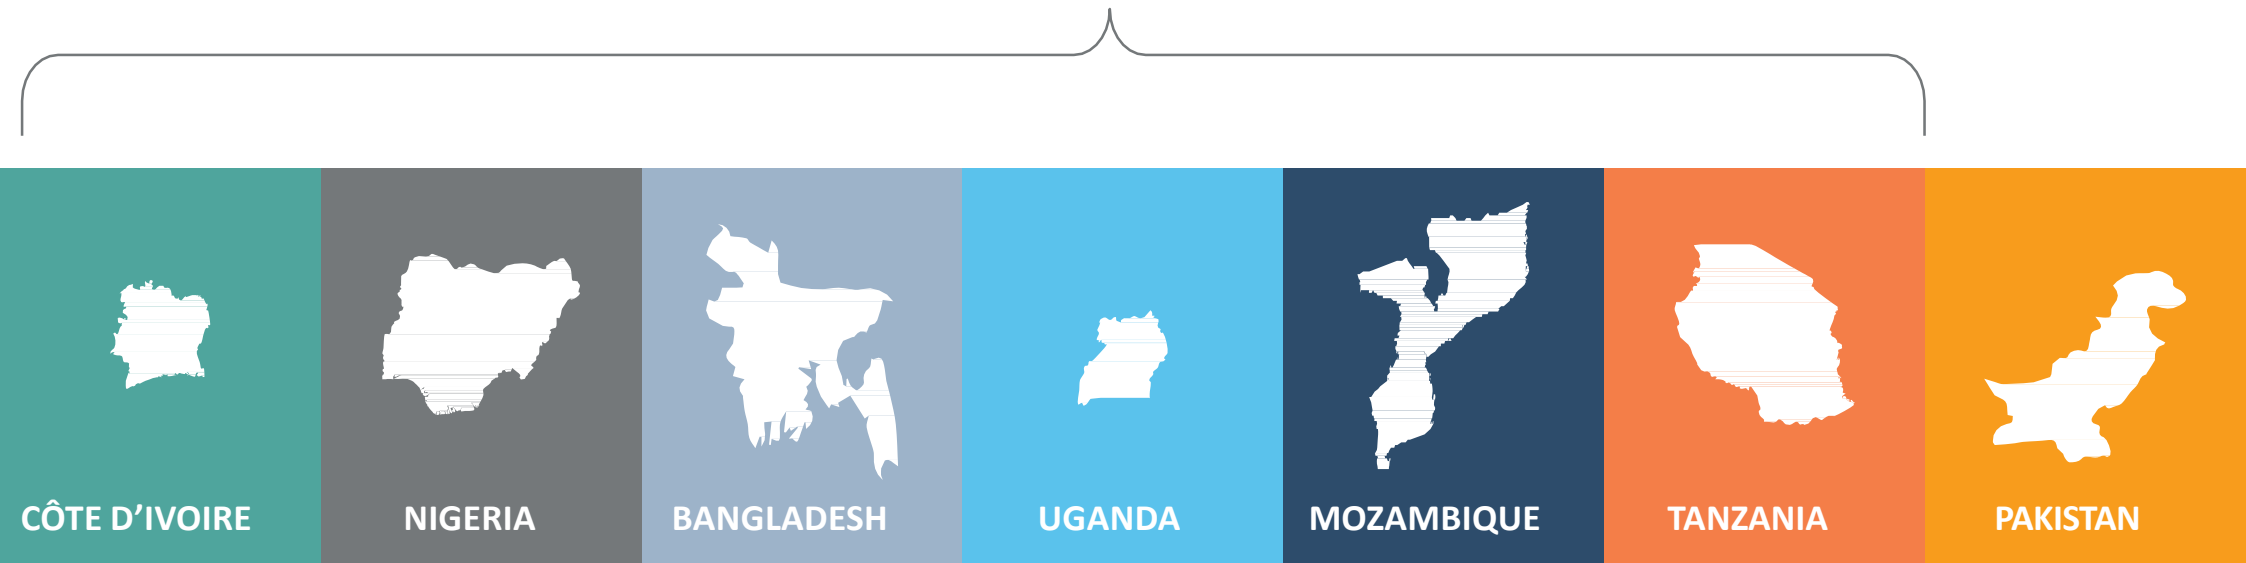 CÔTE D’IVOIRE
NIGERIA
BANGLADESH
UGANDA
MOZAMBIQUE
TANZANIA
PAKISTAN